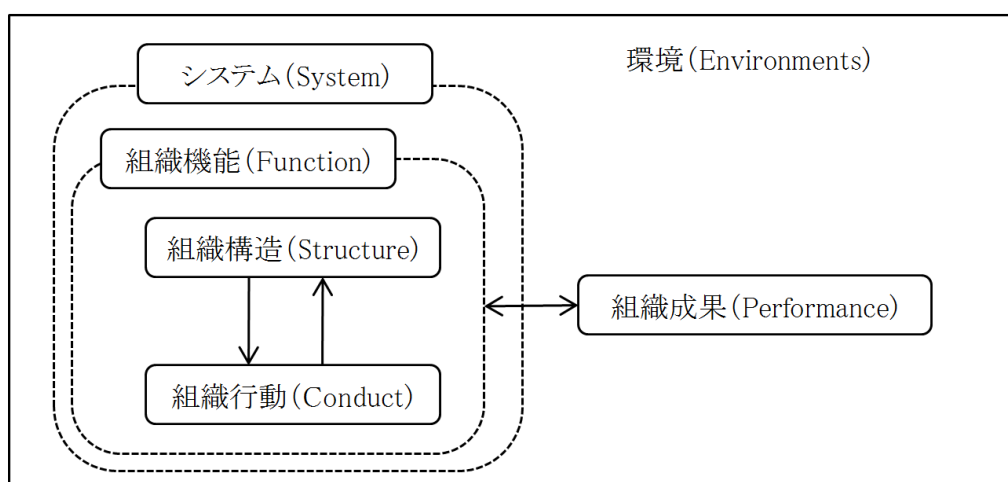 システム(System)
環境(Environments)
組織機能(Function)
組織構造(Structure)
組織成果(Performance)
組織行動(Conduct)